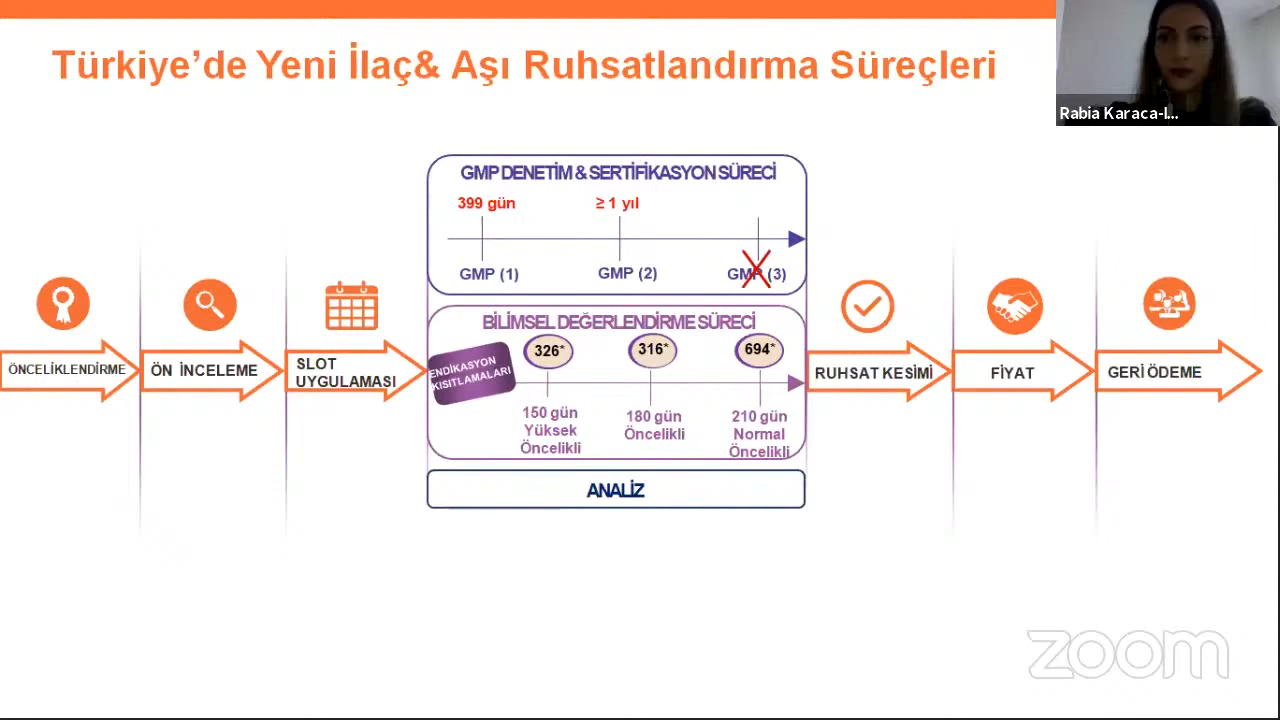 Türkiye’de Yeni İlaç& Aşı Ruhsatlandırma Süreçleri
Rabia Karaca-I...
GMP DENETİM & SERTİFİKASYON SÜRECİ
399 gün
≥ 1 yıl
GMP (1)
GMP (2)
GMP (3)
BİLİMSEL DEĞERLENDİRME SÜRECİ
326*
316*
694*
ENDİKASYON
KISITLAMALARI
150 gün
Yüksek
Öncelikli
180 gün
Öncelikli
210 gün
Normal
Öncelikli
ANALİZ
ÖNCELİKLENDİRME
ÖN İNCELEME
SLOT
UYGULAMASI
RUHSAT KESİMİ
FİYAT
GERİ ÖDEME
zoom